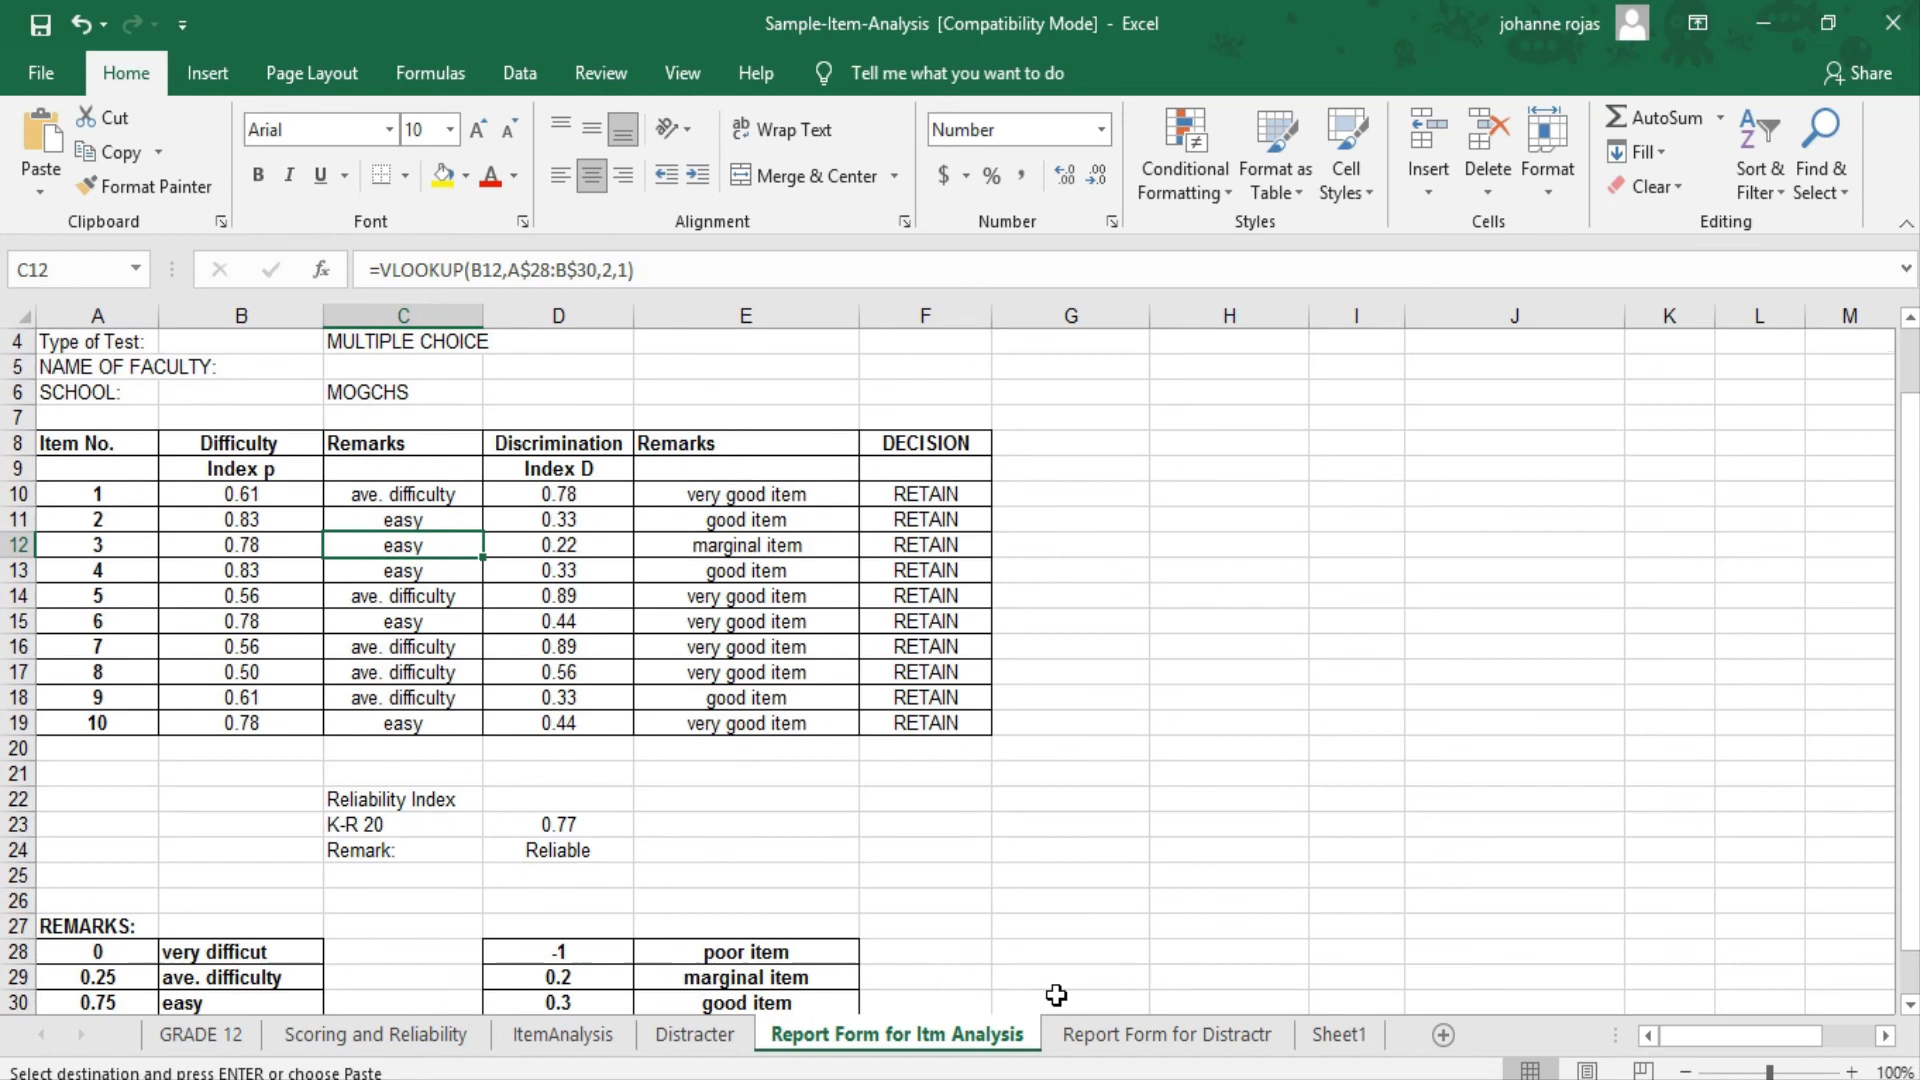 Sample-Item-Analysis [Compatibility Mode] - Excel
johanne rojas
File Home Insert Page Layout Formulas Data Review View Help Tell me what you want to do Share
Paste
Cut
Copy
Format Painter
Clipboard
Arial 10
B I U
Font
ab Wrap Text
Merge & Center
Alignment
Number
$ % ,
Number
Conditional Formatting
Format as Table
Cell Styles
Styles
Insert Delete Format
Cells
AutoSum
Fill
Clear
Sort & Filter
Find & Select
Editing
C12 fx =VLOOKUP(B12,A$28:B$30,2,1)
A B C D E F G H I J K L M
4 Type of Test: MULTIPLE CHOICE
5 NAME OF FACULTY:
6 SCHOOL: MOGCHS
7
8 Item No. Difficulty Remarks Discrimination Remarks DECISION
9 Index p Index D
10 1 0.61 ave. difficulty 0.78 very good item RETAIN
11 2 0.83 easy 0.33 good item RETAIN
12 3 0.78 easy 0.22 marginal item RETAIN
13 4 0.83 easy 0.33 good item RETAIN
14 5 0.56 ave. difficulty 0.89 very good item RETAIN
15 6 0.78 easy 0.44 very good item RETAIN
16 7 0.56 ave. difficulty 0.89 very good item RETAIN
17 8 0.50 ave. difficulty 0.56 very good item RETAIN
18 9 0.61 ave. difficulty 0.33 good item RETAIN
19 10 0.78 easy 0.44 very good item RETAIN
20
21
22 Reliability Index
23 K-R 20 0.77
24 Remark: Reliable
25
26
27 REMARKS:
28 0 very difficut -1 poor item
29 0.25 ave. difficulty 0.2 marginal item
30 0.75 easy 0.3 good item
GRADE 12 Scoring and Reliability ItemAnalysis Distracter Report Form for Itm Analysis Report Form for Distractr Sheet1
Select destination and press ENTER or choose Paste 100%